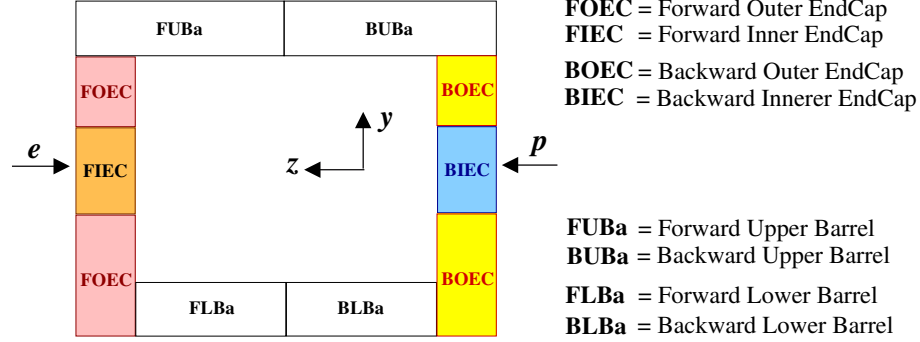 FUBa BUBa
FOEC BOEC
y
e z p
FIEC BIEC
FOEC BOEC
FLBa BLBa
FOEC = Forward Outer EndCap
FIEC = Forward Inner EndCap
BOEC = Backward Outer EndCap
BIEC = Backward Innerer EndCap
FUBa = Forward Upper Barrel
BUBa = Backward Upper Barrel
FLBa = Forward Lower Barrel
BLBa = Backward Lower Barrel